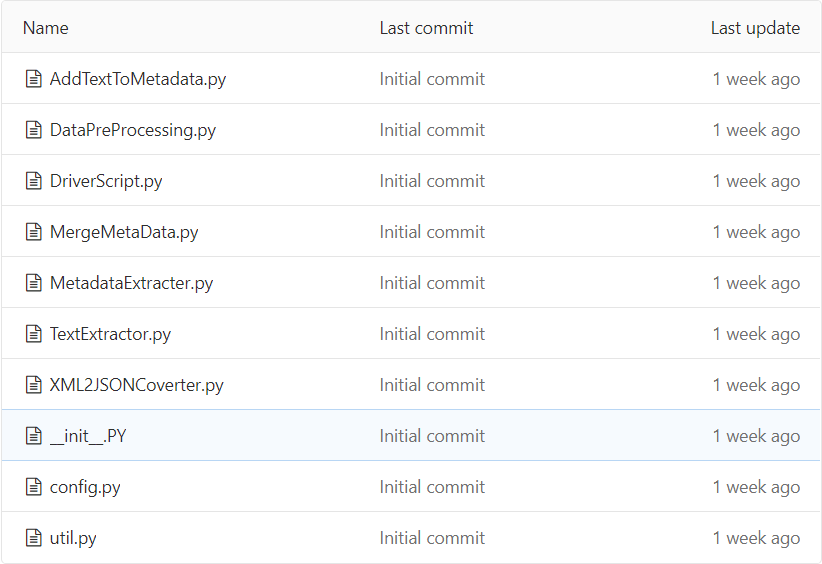 Name Last commit Last update
AddTextToMetadata.py Initial commit 1 week ago
DataPreProcessing.py Initial commit 1 week ago
DriverScript.py Initial commit 1 week ago
MergeMetaData.py Initial commit 1 week ago
MetadataExtracter.py Initial commit 1 week ago
TextExtractor.py Initial commit 1 week ago
XML2JSONCoverter.py Initial commit 1 week ago
__init__.PY Initial commit 1 week ago
config.py Initial commit 1 week ago
util.py Initial commit 1 week ago